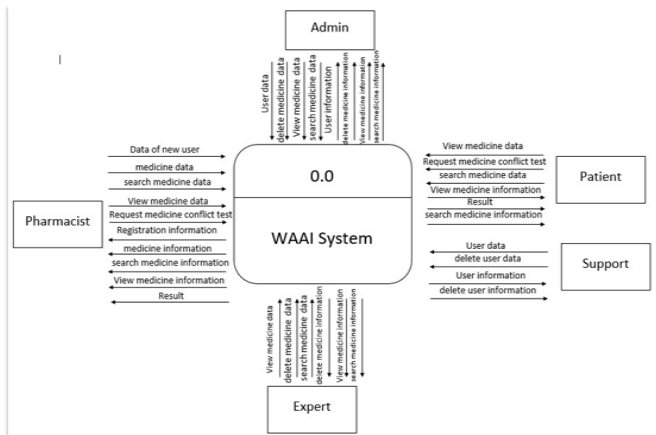 Admin
User data
delete medicine data
View medicine data
search medicine data
User information
delete medicine information
View medicine information
search medicine information
Data of new user
medicine data
search medicine data
View medicine data
Request medicine conflict test
Registration information
medicine information
search medicine information
View medicine information
Result
Pharmacist
0.0
WAAI System
View medicine data
Request medicine conflict test
search medicine data
View medicine information
Result
search medicine information
Patient
User data
delete user data
User information
delete user information
Support
View medicine data
delete medicine data
search medicine data
delete medicine information
View medicine information
search medicine information
Expert